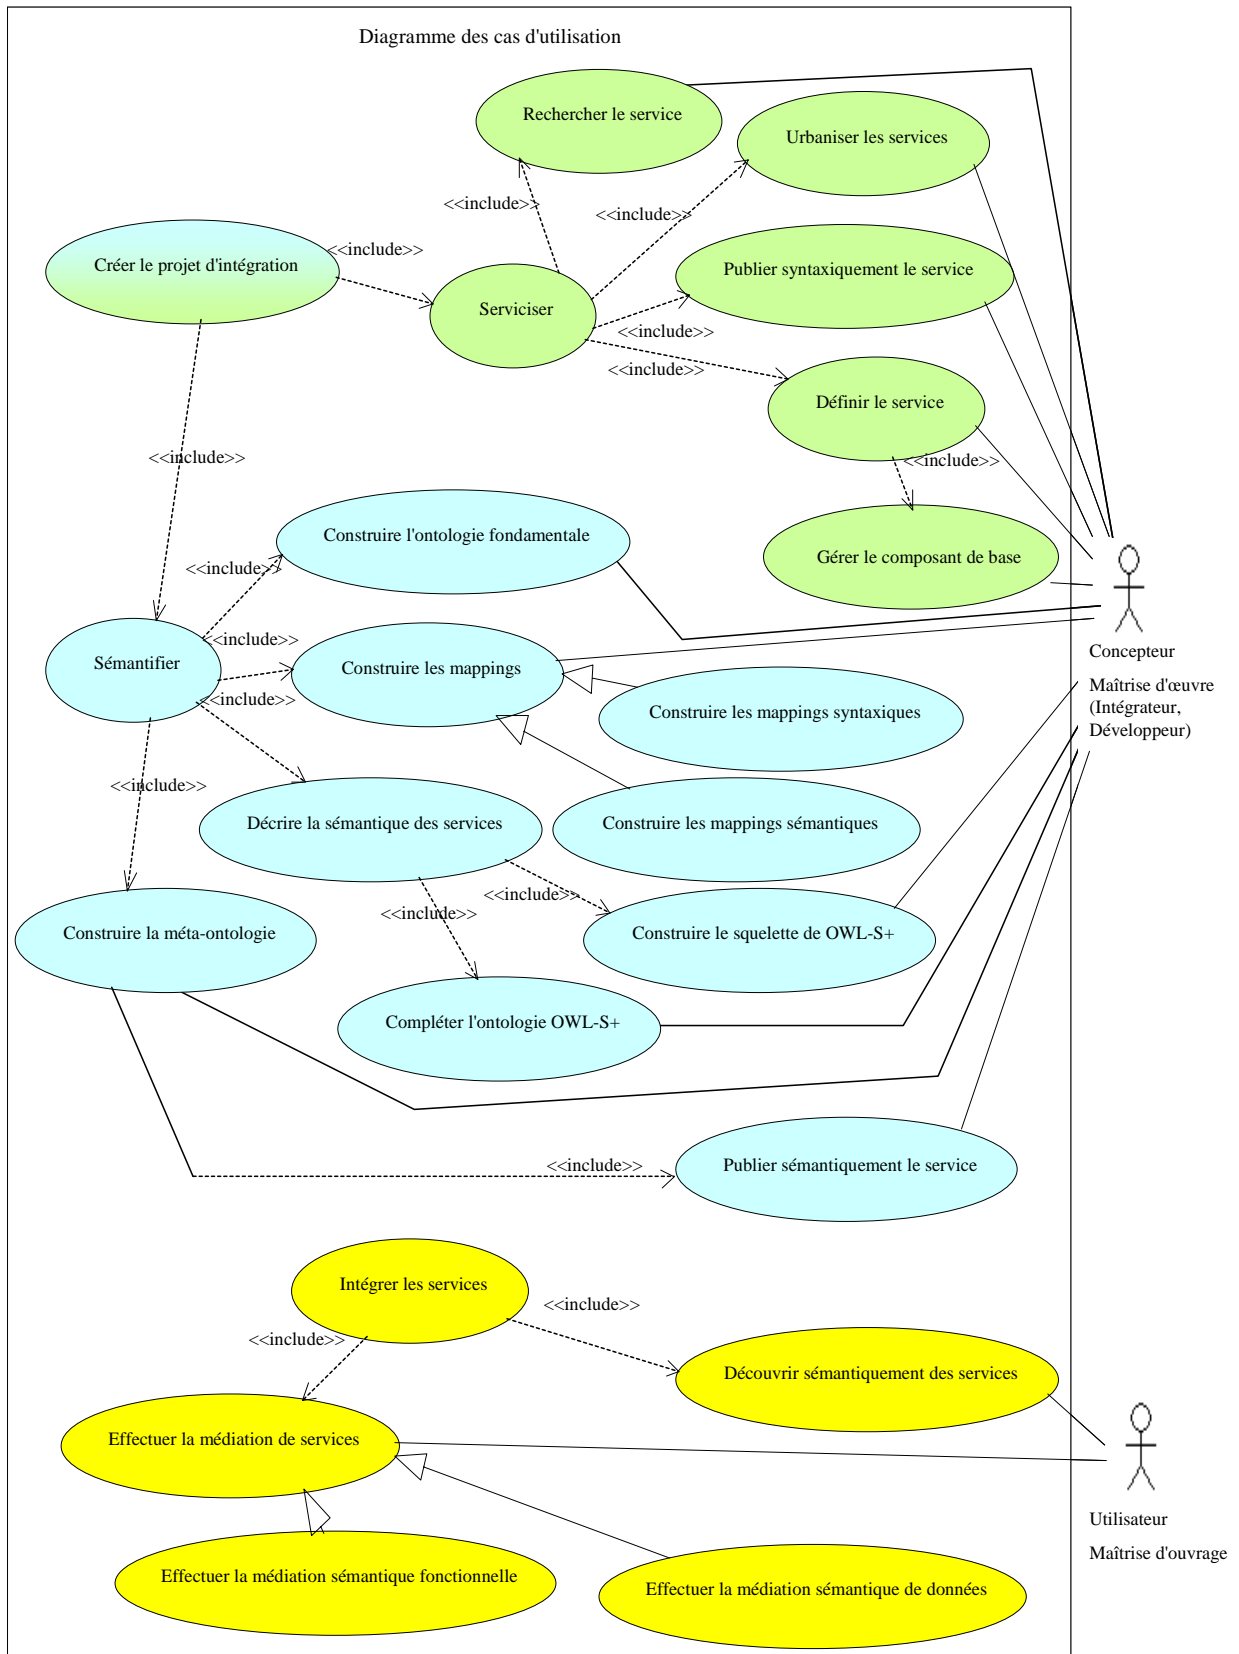 Diagramme des cas d'utilisation
Rechercher le service
Urbaniser les services
<<include>>
<<include>>
<<include>>
Créer le projet d'intégration
Publier syntaxiquement le service
Serviciser
<<include>>
<<include>>
Définir le service
<<include>>
<<include>>
Construire l'ontologie fondamentale
Gérer le composant de base
<<include>>
<<include>>
Concepteur
Sémantifier
Construire les mappings
Maîtrise d'œuvre
(Intégrateur,
Développeur)
<<include>>
Construire les mappings syntaxiques
<<include>>
Décrire la sémantique des services
Construire les mappings sémantiques
<<include>>
<<include>>
Construire la méta-ontologie
Construire le squelette de OWL-S+
Compléter l'ontologie OWL-S+
<<include>>
Publier sémantiquement le service
Intégrer les services
<<include>>
<<include>>
Découvrir sémantiquement des services
Effectuer la médiation de services
Utilisateur
Maîtrise d'ouvrage
Effectuer la médiation sémantique fonctionnelle
Effectuer la médiation sémantique de données